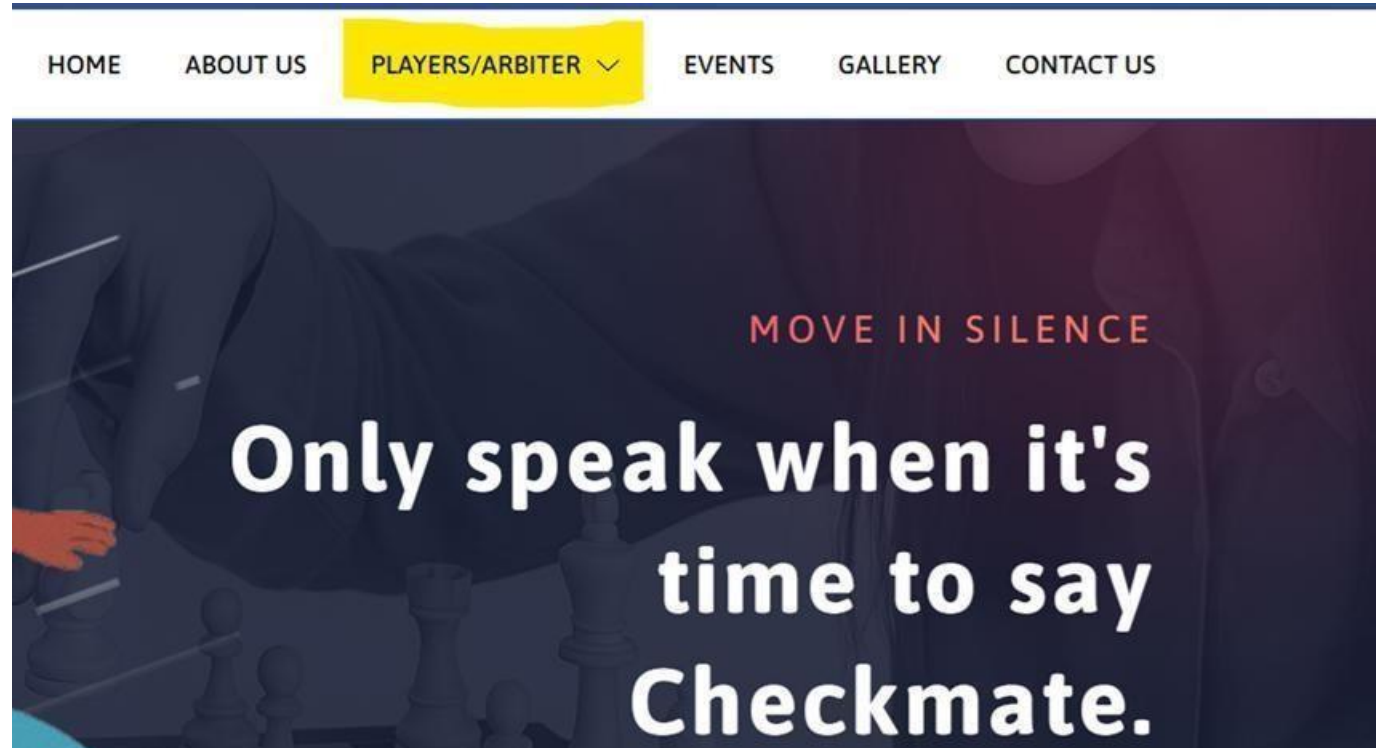 HOME ABOUT US PLAYERS/ARBITER EVENTS GALLERY CONTACT US
MOVE IN SILENCE
Only speak when it's
time to say
Checkmate.